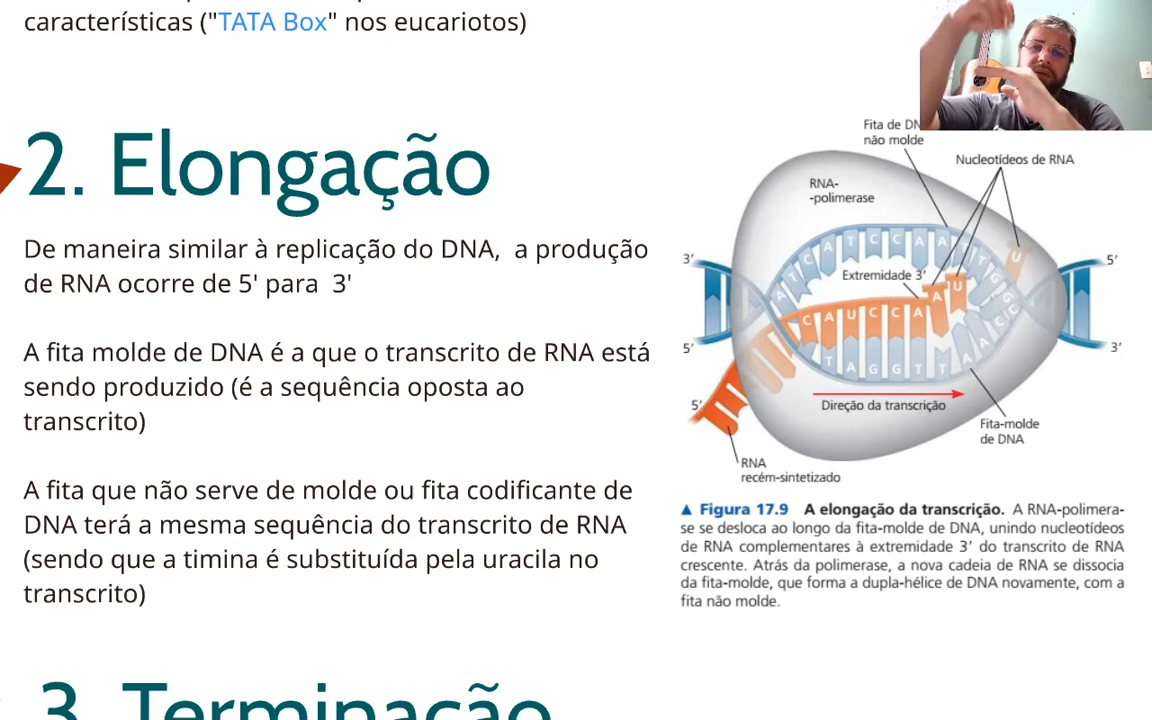 características ("TATA Box" nos eucariotos)
2. Elongação
De maneira similar à replicação do DNA,  a produção
de RNA ocorre de 5' para  3'
A fita molde de DNA é a que o transcrito de RNA está
sendo produzido (é a sequência oposta ao
transcrito)
A fita que não serve de molde ou fita codificante de
DNA terá a mesma sequência do transcrito de RNA
(sendo que a timina é substituída pela uracila no
transcrito)
3. Terminação
Fita de
não molde
Nucleotídeos de RNA
RNA-
-polimerase
3'
5'
A T C A T C C A A T G G C
U
Extremidade 3'
C A U C C A A U
T A G G T T A A C C
5'
3'
5'
Direção da transcrição
Fita-molde
de DNA
RNA
recém-sintetizado
▲ Figura 17.9 A elongação da transcrição. A RNA-polimera-
se se desloca ao longo da fita-molde de DNA, unindo nucleotídeos
de RNA complementares à extremidade 3' do transcrito de RNA
crescente. Atrás da polimerase, a nova cadeia de RNA se dissocia
da fita-molde, que forma a dupla-hélice de DNA novamente, com a
fita não molde.